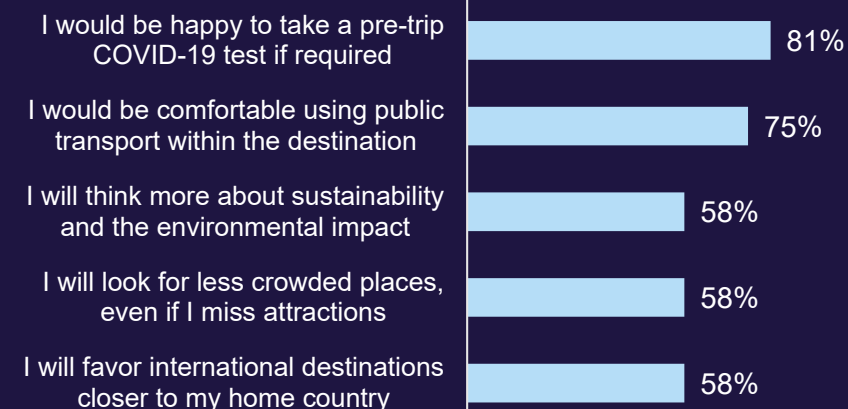 I would be happy to take a pre-trip
COVID-19 test if required
81%
I would be comfortable using public
transport within the destination
75%
I will think more about sustainability
and the environmental impact
58%
I will look for less crowded places,
even if I miss attractions
58%
I will favor international destinations
closer to my home country
58%